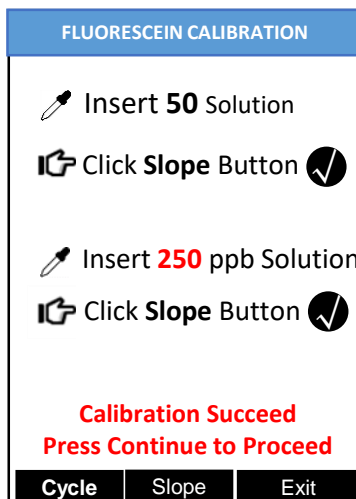 FLUORESCEIN CALIBRATION
Insert 50 Solution
Click Slope Button
Insert 250 ppb Solution
Click Slope Button
Calibration Succeed
Press Continue to Proceed
Cycle Slope Exit